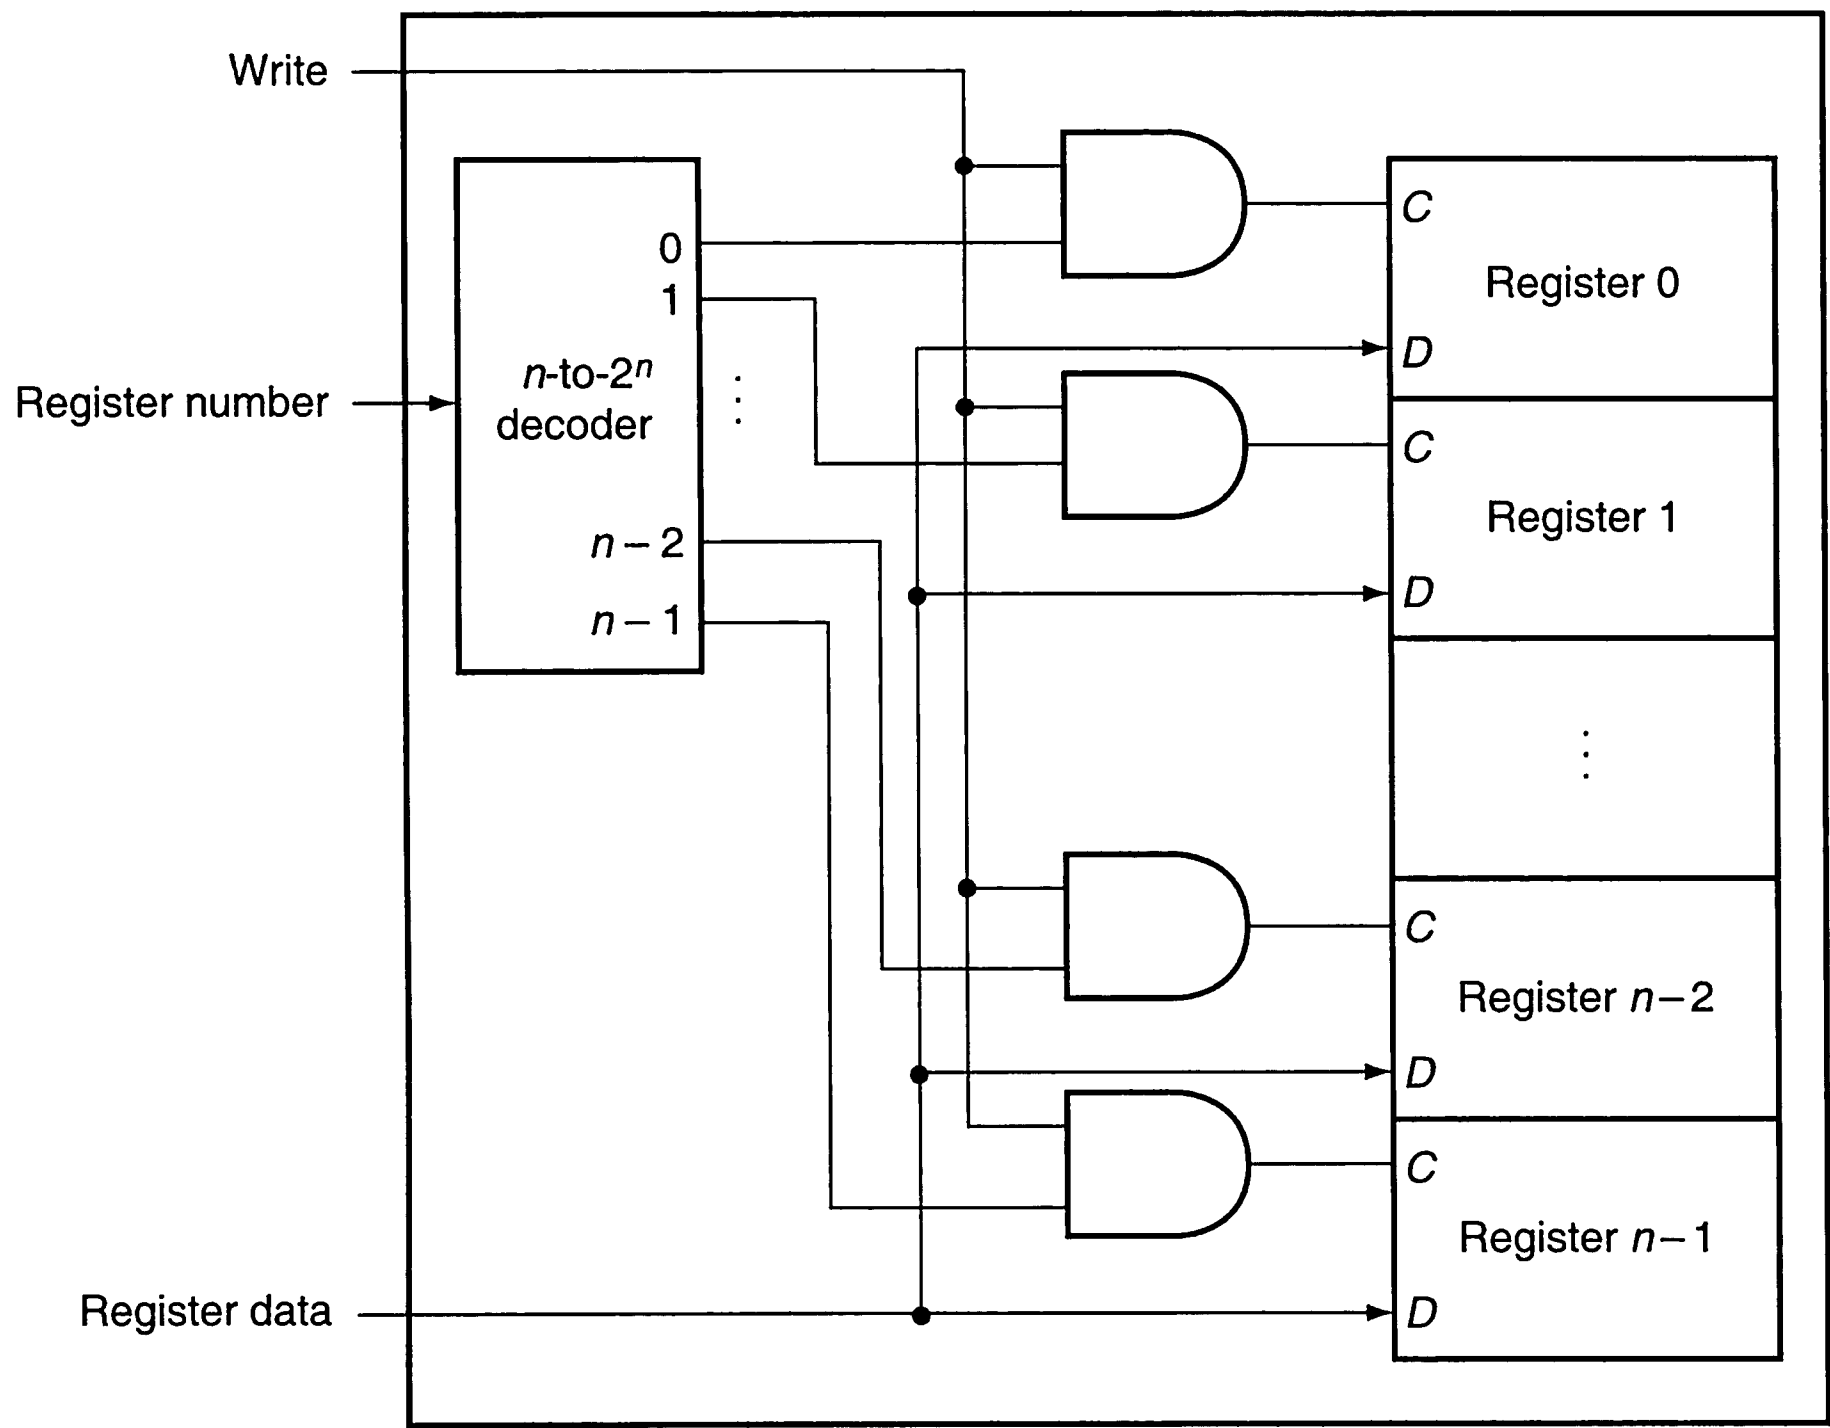 Write
0
1
n-to-2ⁿ
decoder
n – 2
n – 1
Register number
Register data
C
Register 0
D
C
Register 1
D
C
Register n–2
D
C
Register n–1
D